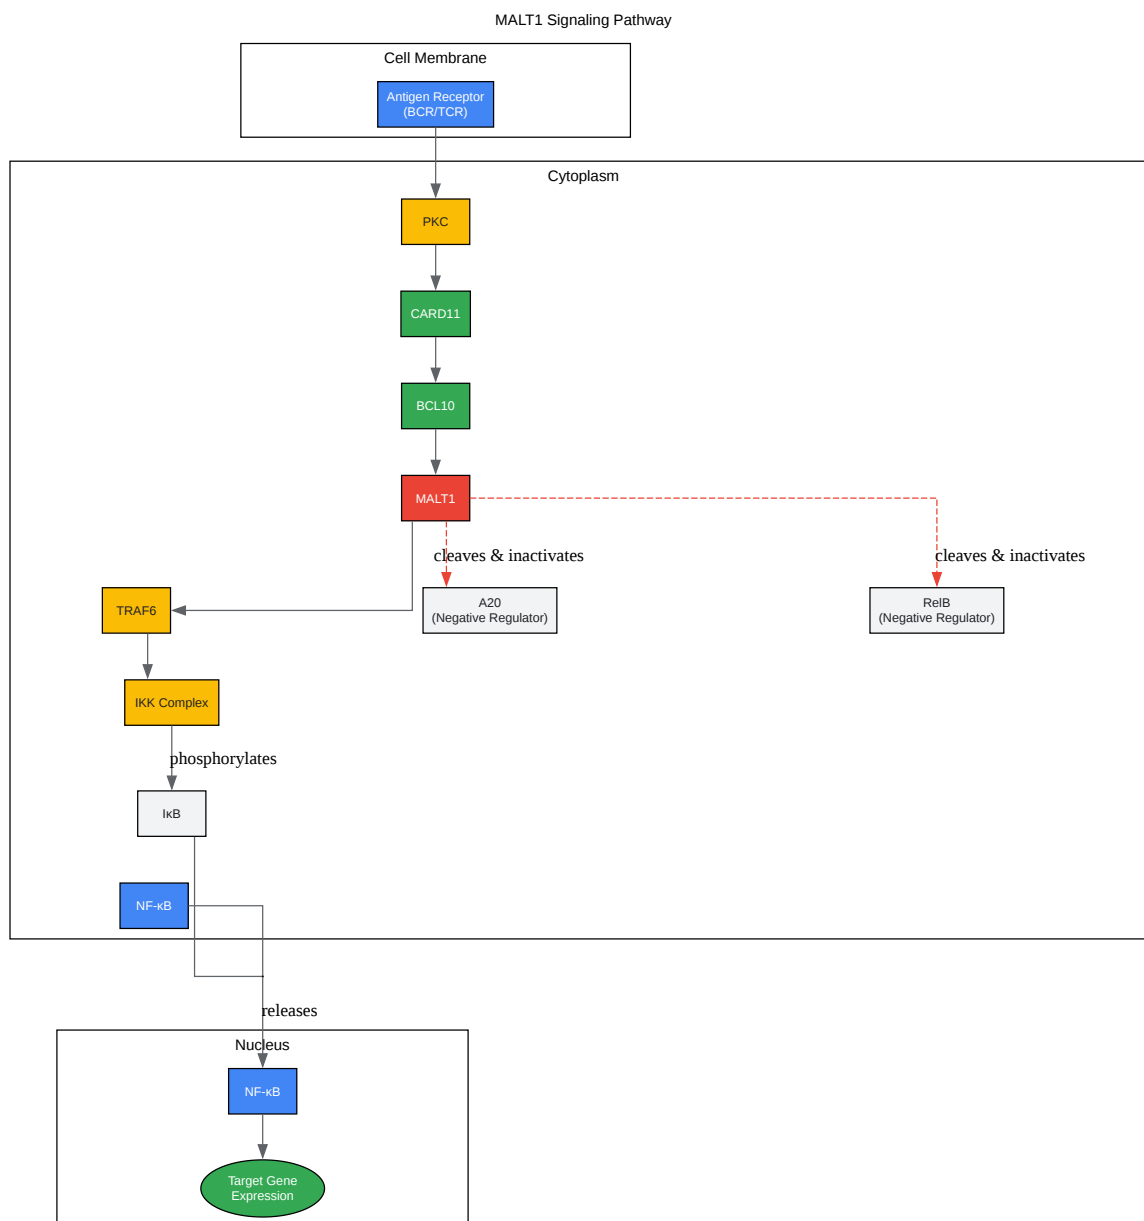 MALT1 Signaling Pathway
Cell Membrane
Antigen Receptor
(BCR/TCR)
Cytoplasm
PKC
CARD11
BCL10
MALT1
cleaves & inactivates
cleaves & inactivates
TRAF6
A20
(Negative Regulator)
RelB
(Negative Regulator)
IKK Complex
phosphorylates
IκB
NF-κB
releases
Nucleus
NF-κB
Target Gene
Expression